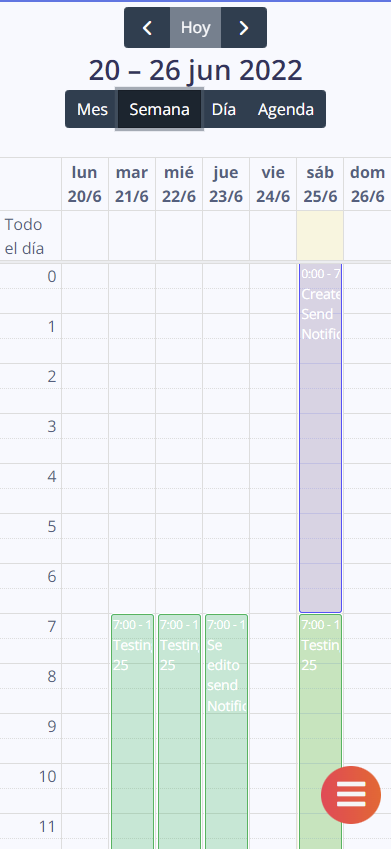 Hoy
20 – 26 jun 2022
Mes Semana Día Agenda
lun mar mié jue vie sáb dom
20/6 21/6 22/6 23/6 24/6 25/6 26/6
Todo
el día
0
0:00 - 7
Create
Send
Notific
1
2
3
4
5
6
7
7:00 - 1
Testin
25
7:00 - 1
Testin
25
7:00 - 1
Se
edito
send
Notific
7:00 - 1
Testin
25
8
9
10
11